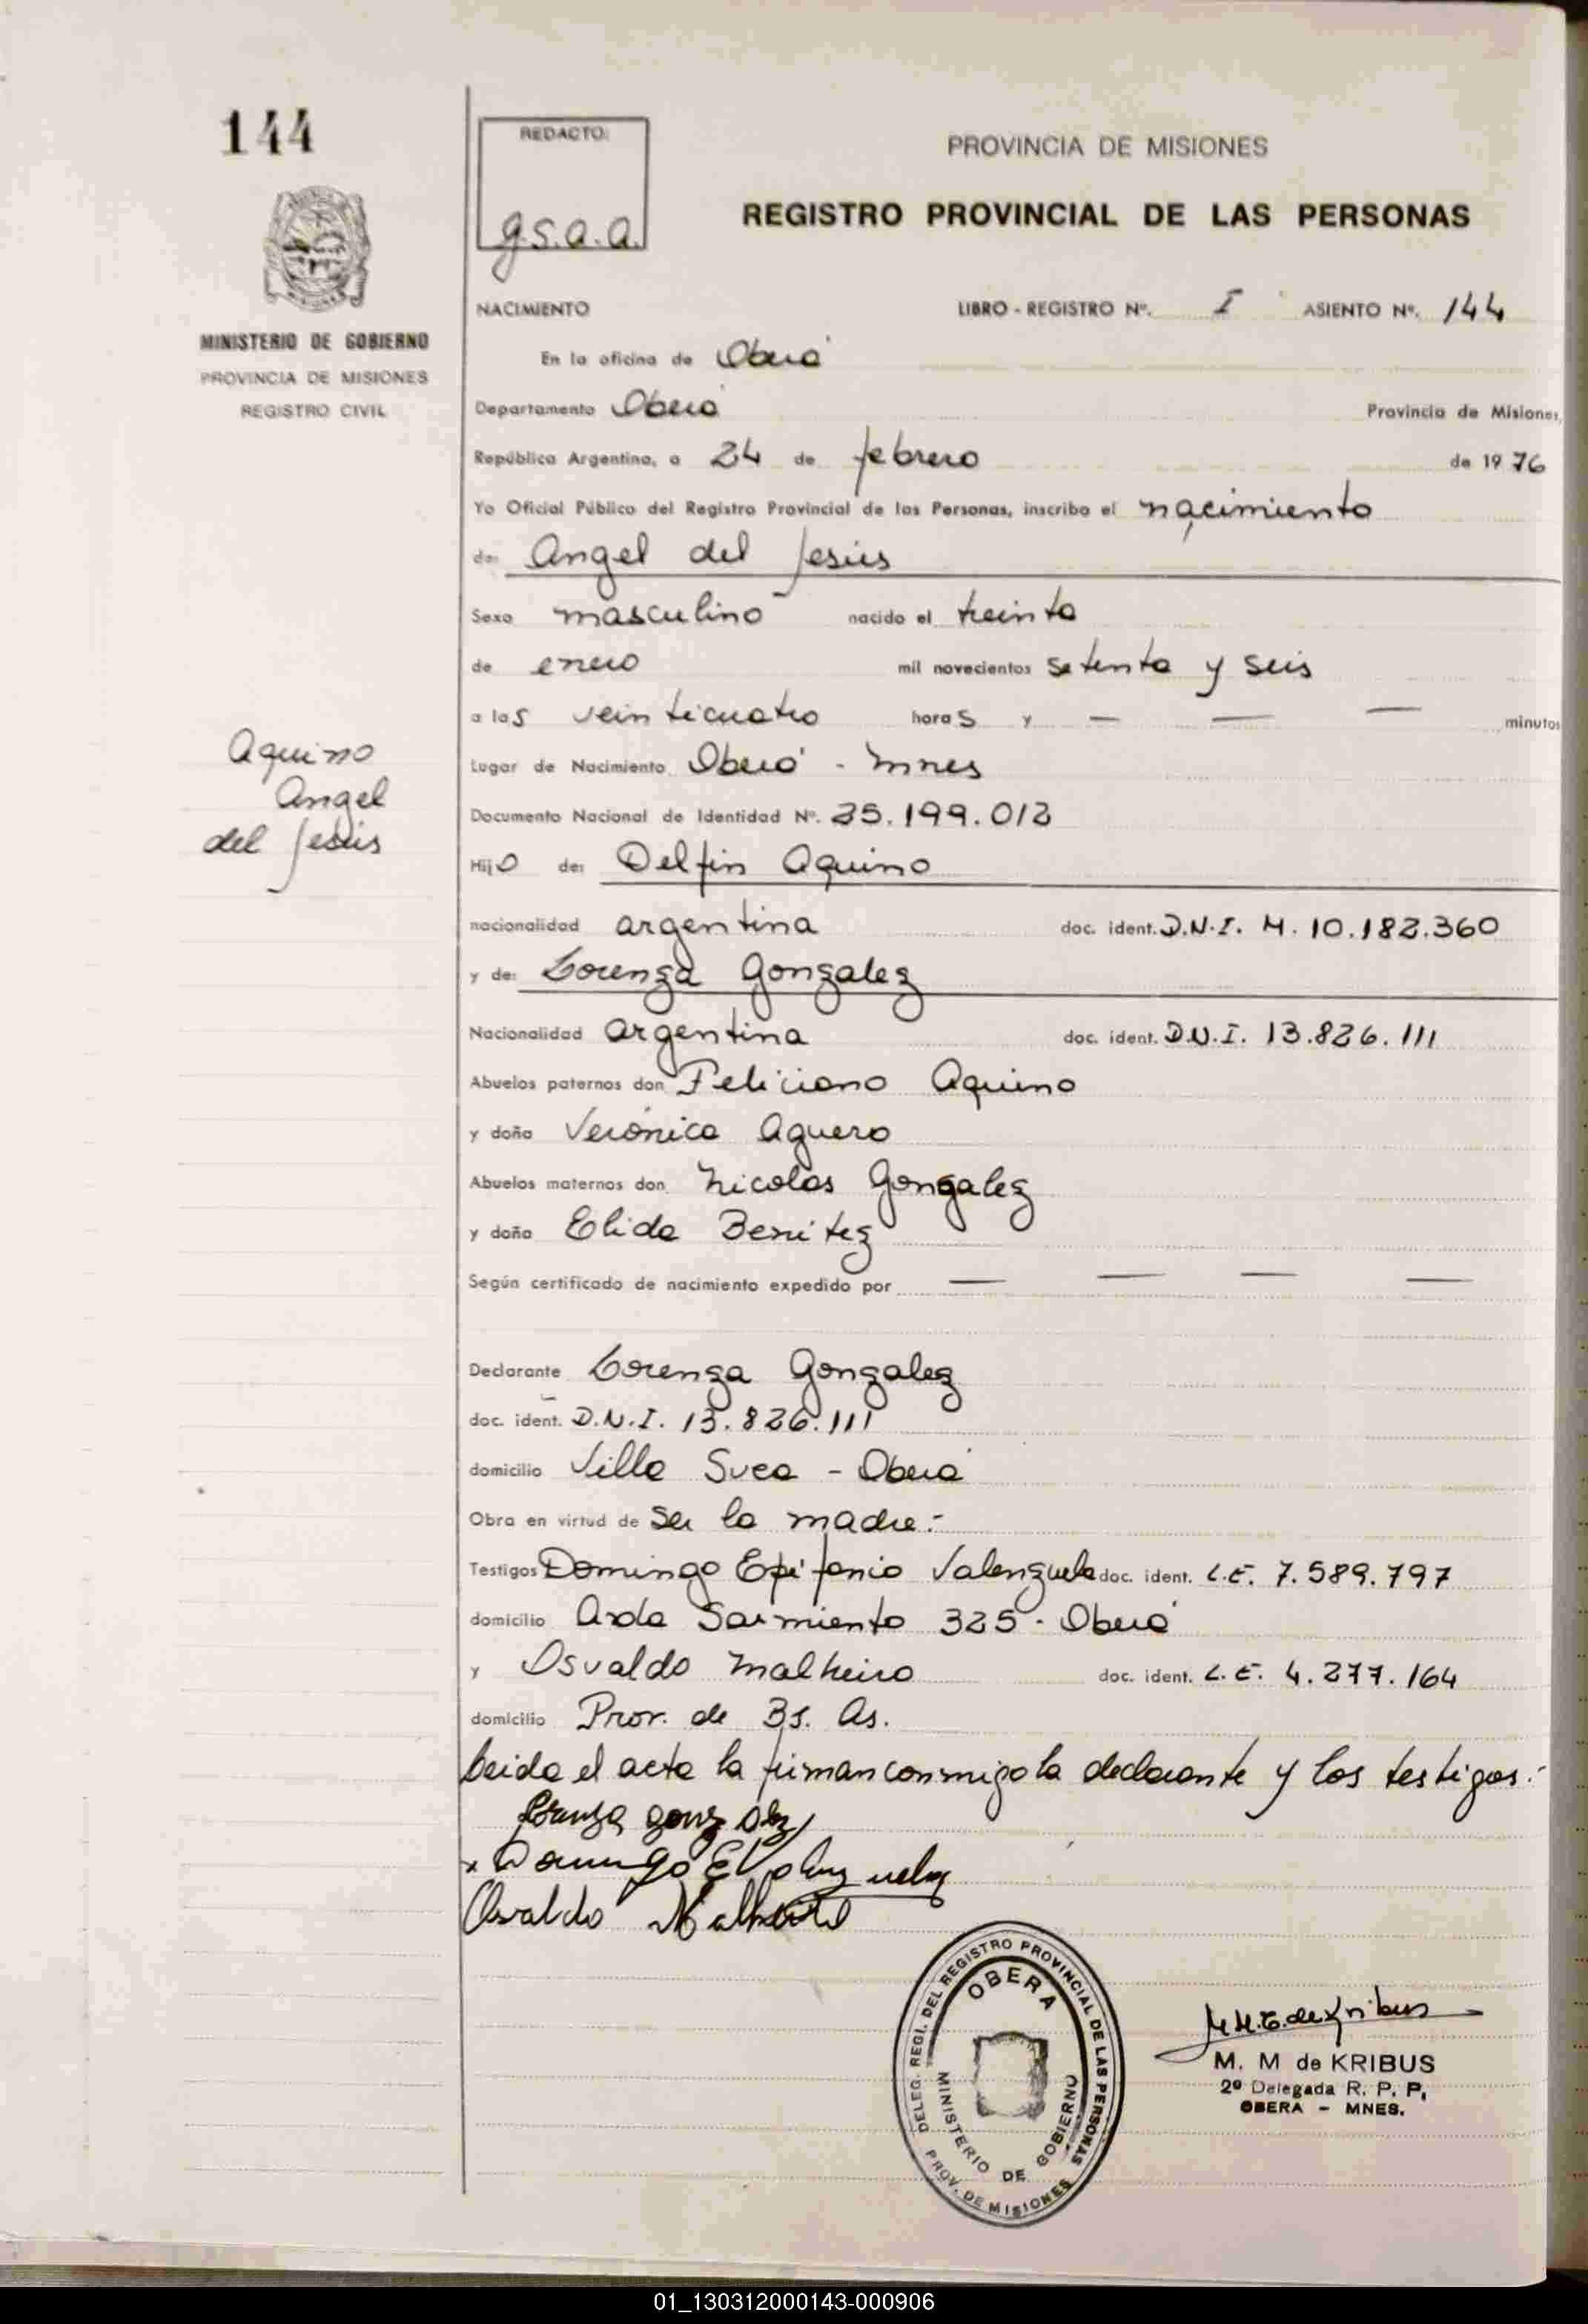 144
REDACTO:
g.s.a.a.
PROVINCIA DE MISIONES
REGISTRO PROVINCIAL DE LAS PERSONAS
MINISTERIO DE GOBIERNO
PROVINCIA DE MISIONES
REGISTRO CIVIL
NACIMIENTO LIBRO - REGISTRO Nº. I ASIENTO Nº. 144
En la oficina de Oberá
Departamento Oberá Provincia de Misiones,
República Argentina, a 24 de febrero de 1976
Yo Oficial Público del Registro Provincial de las Personas, inscribo el nacimiento
de: Angel del Jesús
Sexo masculino nacido el treinta
de enero mil novecientos setenta y seis
a las veinticuatro horas y — — — minutos
Aquino
Angel
del Jesús
Lugar de Nacimiento Oberá - Mnes
Documento Nacional de Identidad Nº. 25.199.012
Hijo de: Delfin Aquino
nacionalidad argentina doc. ident. D.N.I. M. 10.182.360
y de: Lorenza Gonzalez
Nacionalidad argentina doc. ident. D.N.I. 13.826.111
Abuelos paternos don Feliciano Aquino
y doña Verónica Aguero
Abuelos maternos don Nicolas Gonzalez
y doña Elida Benitez
Según certificado de nacimiento expedido por — — — —
Declarante Lorenza Gonzalez
doc. ident. D.N.I. 13.826.111
domicilio Villa Svea - Oberá
Obra en virtud de ser la madre.-
Testigos Domingo Epifanio Valenzuela doc. ident. L.E. 7.589.797
domicilio Avda Sarmiento 325 - Oberá
y Osvaldo Malheiro doc. ident. L.E. 4.277.164
domicilio Prov. de Bs. As.
Leida el acta la firman conmigo la declarante y los testigos.-
Lorenza gonzalez
x Domingo E Valenzuela
Osvaldo Malheiro
DELEG. REGI. DEL REGISTRO PROVINCIAL DE LAS PERSONAS
OBERA
MINISTERIO DE GOBIERNO
PROV. DE MISIONES
M. M de KRIBUS
2º Delegada R. P. P,
OBERA - MNES.
01_130312000143-000906